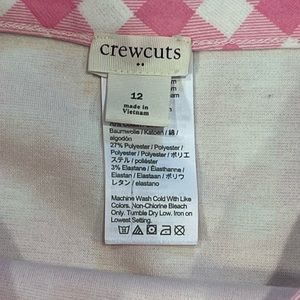 crewcuts
12
made in
Vietnam
Baumwolle / Katoen / 綿 /
algodón
27% Polyester / Polyester /
Polyester / Polyester / ポリエ
ステル / poliéster
3% Elastane / Élasthanne /
Elastan / Elastaan / ポリウ
レタン / elastano
Machine Wash Cold With Like
Colors. Non-Chlorine Bleach
Only. Tumble Dry Low. Iron on
Lowest Setting.